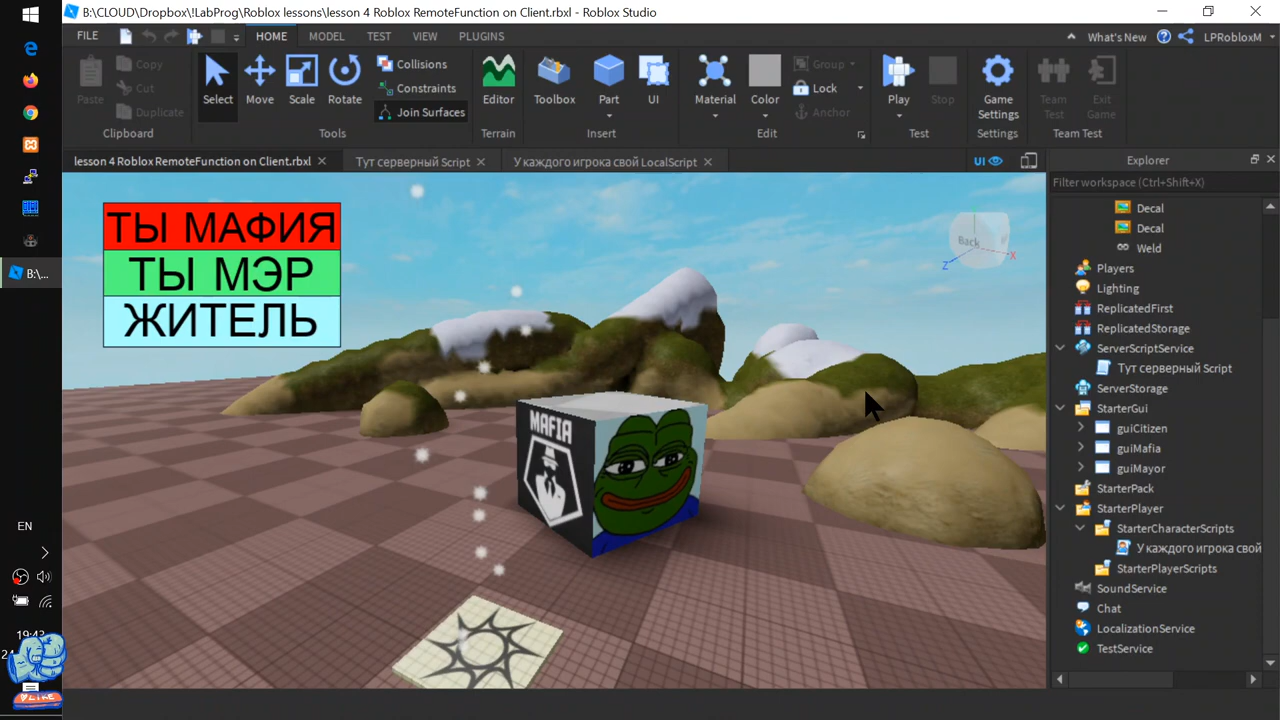 B:\CLOUD\Dropbox\!LabProg\Roblox lessons\lesson 4 Roblox RemoteFunction on Client.rbxl - Roblox Studio
FILE HOME MODEL TEST VIEW PLUGINS What's New LPRobloxM
Paste Copy Cut Duplicate Clipboard
Select Move Scale Rotate Collisions Constraints Join Surfaces Tools
Editor Terrain
Toolbox Part UI Insert
Material Color Group Lock Anchor Edit
Play Stop Test
Game Settings Settings
Team Test Exit Game Team Test
lesson 4 Roblox RemoteFunction on Client.rbxl Тут серверный Script У каждого игрока свой LocalScript UI
Explorer
Filter workspace (Ctrl+Shift+X)
ТЫ МАФИЯ
ТЫ МЭР
ЖИТЕЛЬ
Back
Z
X
MAFIA
Decal
Decal
Weld
Players
Lighting
ReplicatedFirst
ReplicatedStorage
ServerScriptService
Тут серверный Script
ServerStorage
StarterGui
guiCitizen
guiMafia
guiMayor
StarterPack
StarterPlayer
StarterCharacterScripts
У каждого игрока свой
StarterPlayerScripts
SoundService
Chat
LocalizationService
TestService
B:\...
EN
LIKE